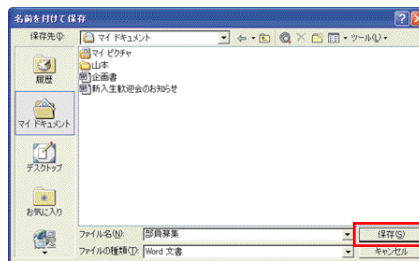 名前を付けて保存
保存先(I):
マイ ドキュメント
ツール(L)
マイ ピクチャ
山本
企画書
新入生歓迎会のお知らせ
履歴
マイ ドキュメント
デスクトップ
お気に入り
ファイル名(N):
部員募集
保存(S)
ファイルの種類(T):
Word 文書
キャンセル